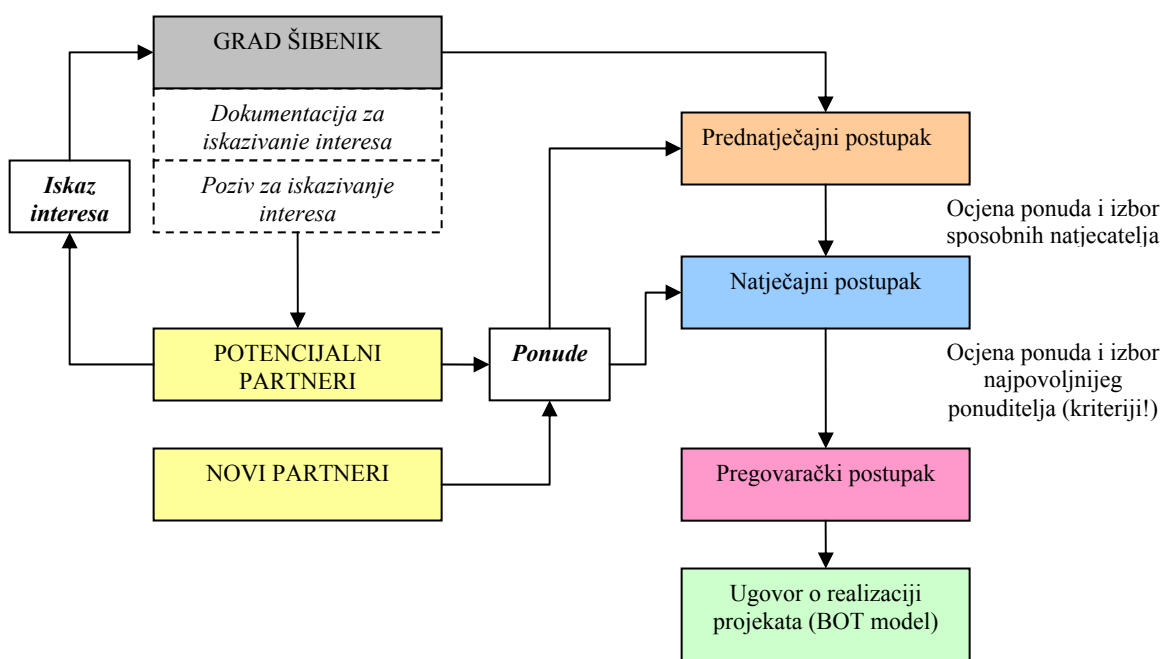 GRAD ŠIBENIK
Dokumentacija za
iskazivanje interesa
Poziv za iskazivanje
interesa
Iskaz
interesa
POTENCIJALNI
PARTNERI
NOVI PARTNERI
Ponude
Prednatječajni postupak
Ocjena ponuda i izbor
sposobnih natjecatelja
Natječajni postupak
Ocjena ponuda i izbor
najpovoljnijeg
ponuditelja (kriteriji!)
Pregovarački postupak
Ugovor o realizaciji
projekata (BOT model)